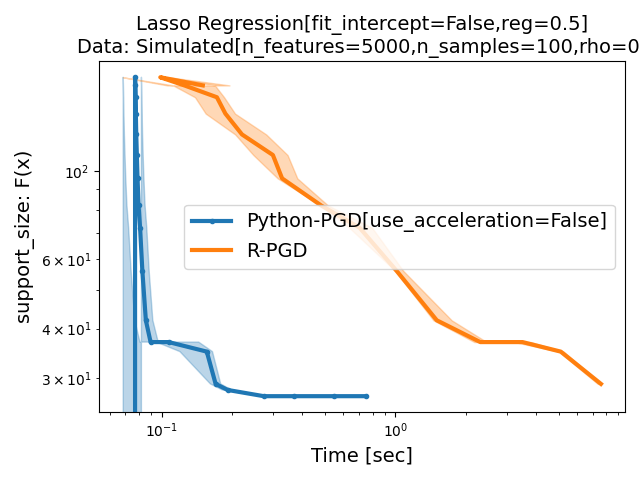 Lasso Regression[fit_intercept=False,reg=0.5]
Data: Simulated[n_features=5000,n_samples=100,rho=0
support_size: F(x)
10²
6 × 10¹
4 × 10¹
3 × 10¹
Python-PGD[use_acceleration=False]
R-PGD
10⁻¹
10⁰
Time [sec]